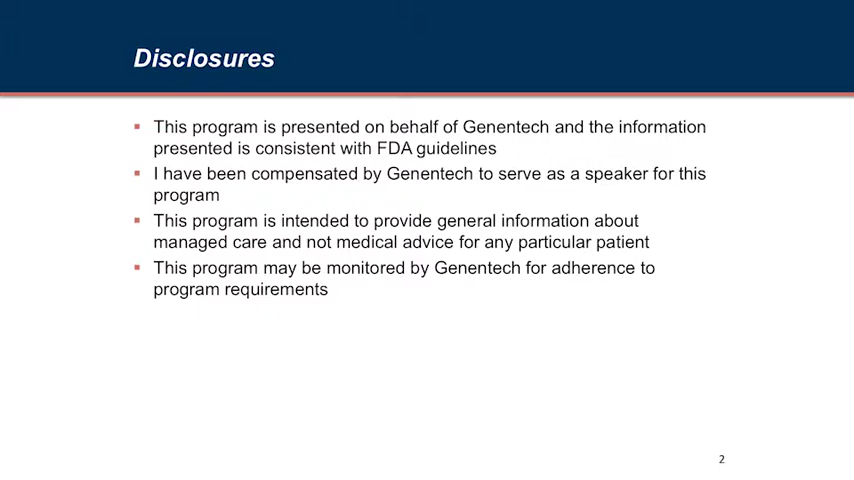 Disclosures
▪ This program is presented on behalf of Genentech and the information
presented is consistent with FDA guidelines
▪ I have been compensated by Genentech to serve as a speaker for this
program
▪ This program is intended to provide general information about
managed care and not medical advice for any particular patient
▪ This program may be monitored by Genentech for adherence to
program requirements
2